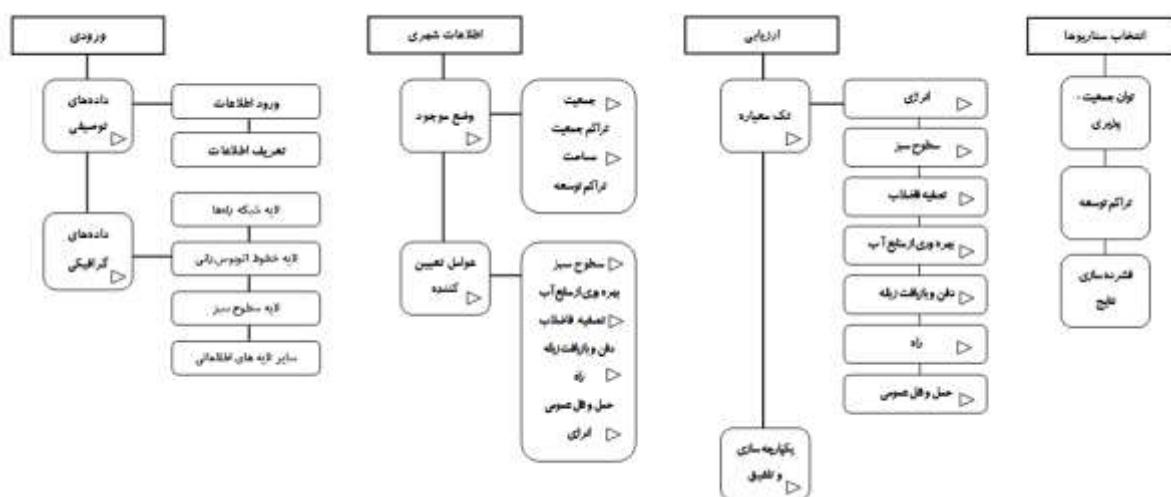 ورودی
داده‌های
توصیفی
ورود اطلاعات
تعریف اطلاعات
داده‌های
گرافیکی
لایه شبکه راه‌ها
لایه خطوط اتوبوس‌رانی
لایه سطوح سبز
سایر لایه های اطلاعاتی
اطلاعات شهری
وضع موجود
جمعیت
تراکم جمعیت
مساحت
تراکم توسعه
عوامل تعیین
کننده
سطوح سبز
بهره وری از منابع آب
تصفیه فاضلاب
دفن و بازیافت زباله
راه
حمل و نقل عمومی
انرژی
ارزیابی
تک معیاره
انرژی
سطوح سبز
تصفیه فاضلاب
بهره وری از منابع آب
دفن و بازیافت زباله
راه
حمل و نقل عمومی
یکپارچه سازی
و تلفیق
انتخاب سناریوها
توان جمعیت -
پذیری
تراکم توسعه
فشرده سازی
نتایج